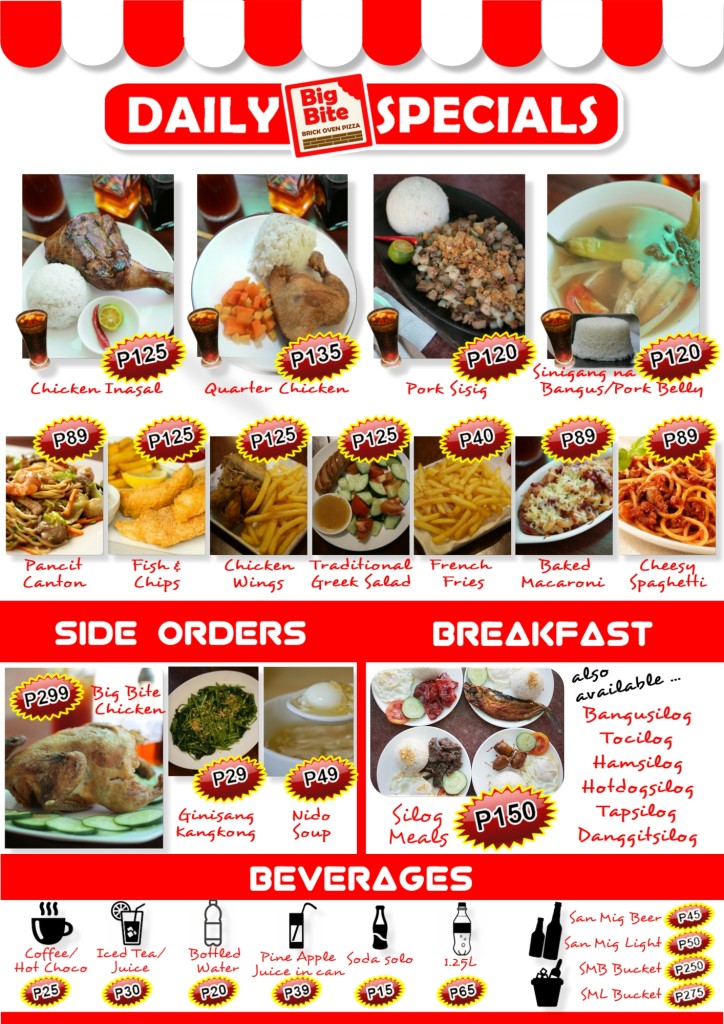 DAILY
Big
Bite
BRICK OVEN PIZZA
SPECIALS
P125
Chicken Inasal
P135
Quarter Chicken
P120
Pork Sisig
P120
Sinigang na
Bangus/Pork Belly
P89
Pancit
Canton
P125
Fish &
Chips
P125
Chicken
Wings
P125
Traditional
Greek Salad
P40
French
Fries
P89
Baked
Macaroni
P89
Cheesy
Spaghetti
SIDE ORDERS
P299
Big Bite
Chicken
P29
Ginisang
Kangkong
P49
Nido
Soup
BREAKFAST
Silog
Meals
P150
also
available ...
Bangusilog
Tocilog
Hamsilog
Hotdogsilog
Tapsilog
Danggitsilog
BEVERAGES
Coffee/
Hot Choco
P25
Iced Tea/
Juice
P30
Bottled
Water
P20
Pine Apple
Juice in can
P39
Soda solo
P15
1.25L
P65
San Mig Beer P45
San Mig Light P50
SMB Bucket P250
SML Bucket P275